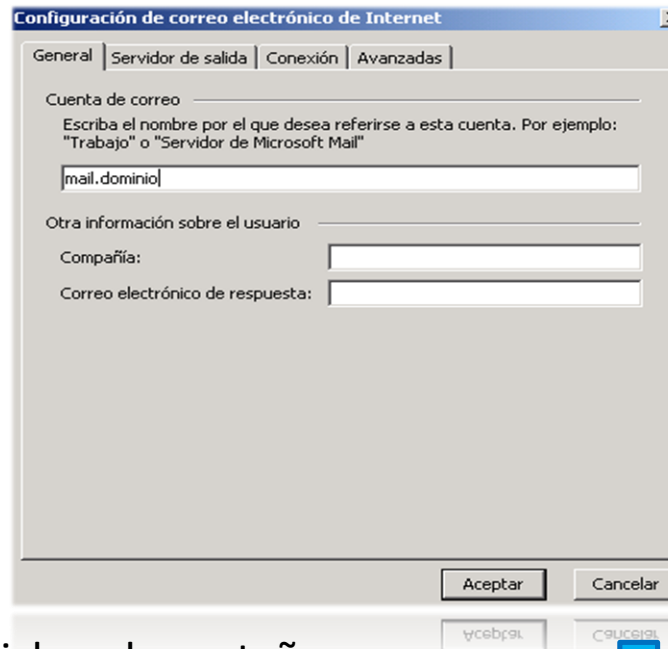 Configuración de correo electrónico de Internet
General
Servidor de salida
Conexión
Avanzadas
Cuenta de correo
Escriba el nombre por el que desea referirse a esta cuenta. Por ejemplo:
"Trabajo" o "Servidor de Microsoft Mail"
mail.dominio
Otra información sobre el usuario
Compañía:
Correo electrónico de respuesta:
Aceptar
Cancelar